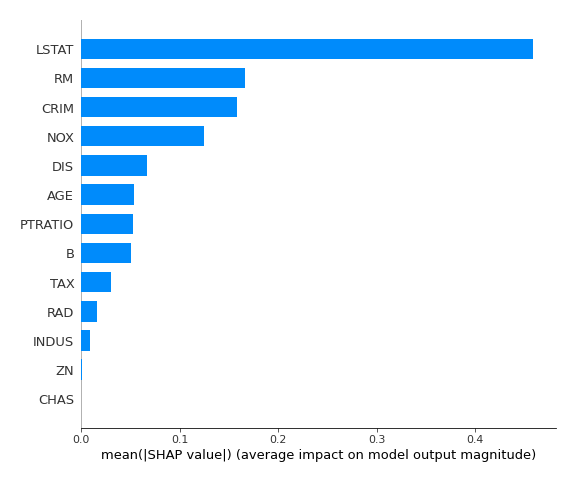 LSTAT
RM
CRIM
NOX
DIS
AGE
PTRATIO
B
TAX
RAD
INDUS
ZN
CHAS
0.0 0.1 0.2 0.3 0.4
mean(|SHAP value|) (average impact on model output magnitude)